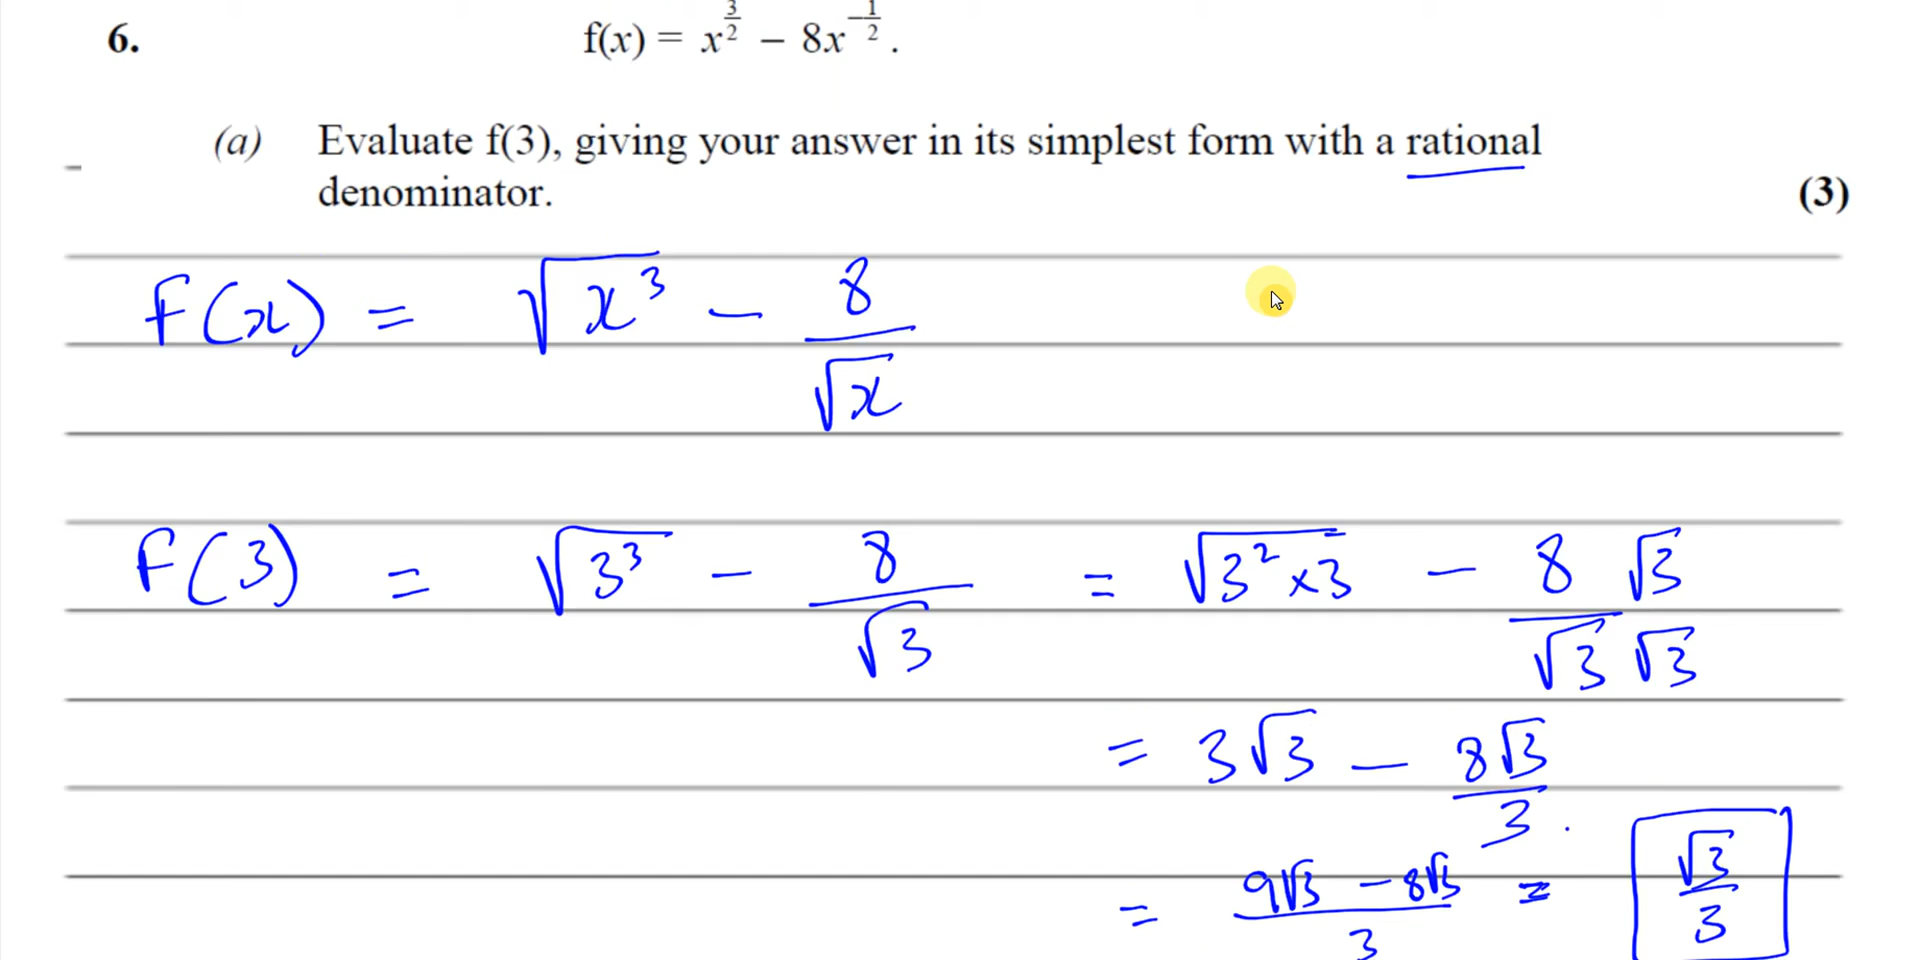 6. f(x) = x^{3/2} − 8x^{−1/2}.
(a) Evaluate f(3), giving your answer in its simplest form with a rational
denominator.
(3)
F(x) = √(x³) − 8/√x
F(3) = √(3³) − 8/√3 = √(3² × 3) − 8 √3/√3 √3
= 3√3 − 8√3/3 .
= (9√3 − 8√3)/3 = √3/3